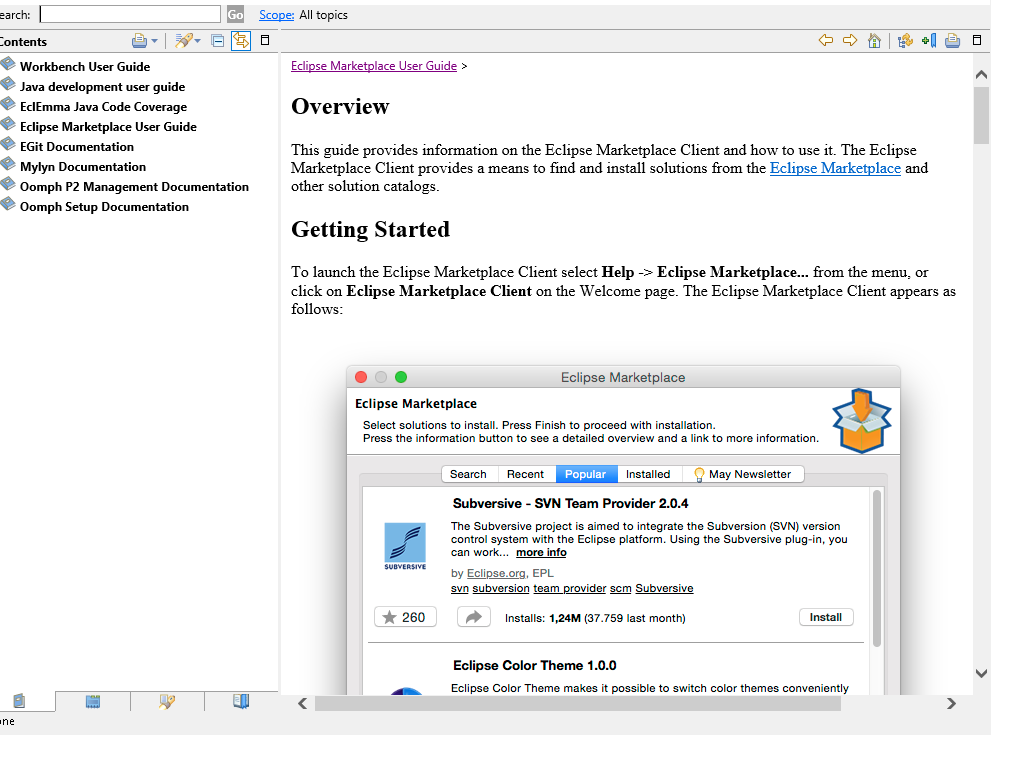 earch:
Go
Scope: All topics
Contents
Workbench User Guide
Java development user guide
EclEmma Java Code Coverage
Eclipse Marketplace User Guide
EGit Documentation
Mylyn Documentation
Oomph P2 Management Documentation
Oomph Setup Documentation
Eclipse Marketplace User Guide >
Overview
This guide provides information on the Eclipse Marketplace Client and how to use it. The Eclipse
Marketplace Client provides a means to find and install solutions from the Eclipse Marketplace and
other solution catalogs.
Getting Started
To launch the Eclipse Marketplace Client select Help -> Eclipse Marketplace... from the menu, or
click on Eclipse Marketplace Client on the Welcome page. The Eclipse Marketplace Client appears as
follows:
Eclipse Marketplace
Eclipse Marketplace
Select solutions to install. Press Finish to proceed with installation.
Press the information button to see a detailed overview and a link to more information.
Search Recent Popular Installed May Newsletter
Subversive - SVN Team Provider 2.0.4
The Subversive project is aimed to integrate the Subversion (SVN) version
control system with the Eclipse platform. Using the Subversive plug-in, you
can work... more info
SUBVERSIVE
by Eclipse.org, EPL
svn subversion team provider scm Subversive
260
Installs: 1,24M (37.759 last month)
Install
Eclipse Color Theme 1.0.0
Eclipse Color Theme makes it possible to switch color themes conveniently
one